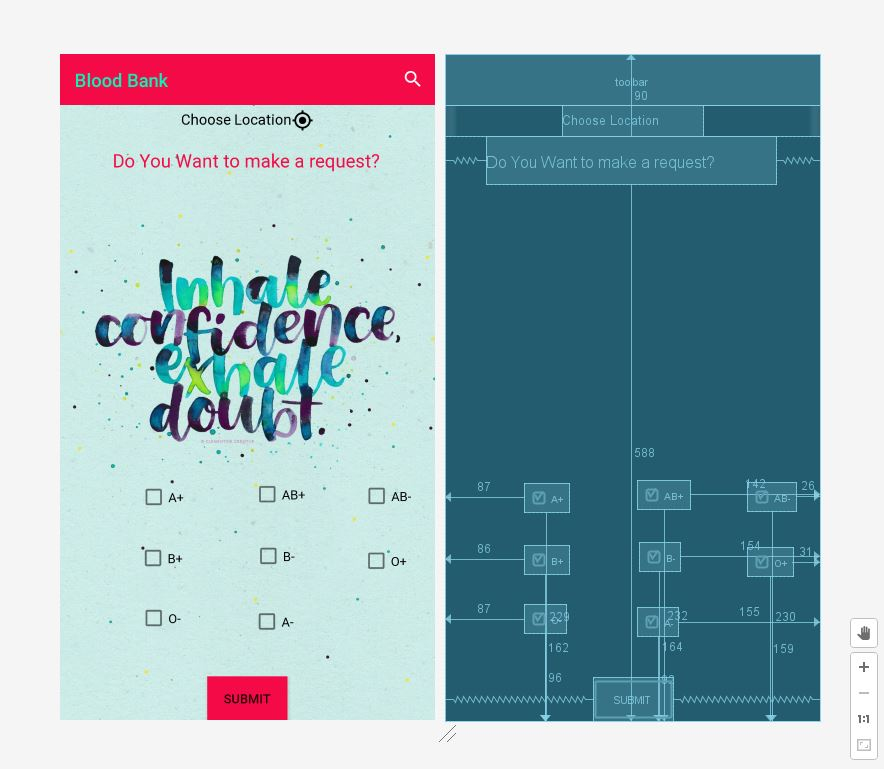 Blood Bank
Choose Location
Do You Want to make a request?
Inhale
confidence,
exhale
doubt.
A+
AB+
AB-
B+
B-
O+
O-
A-
SUBMIT
toolbar
90
Choose Location
Do You Want to make a request?
588
87
A+
AB+
142
AB-
26
86
B+
B-
154
O+
31
87
O-
229
A-
232
155
230
162
164
159
96
93
SUBMIT
1:1